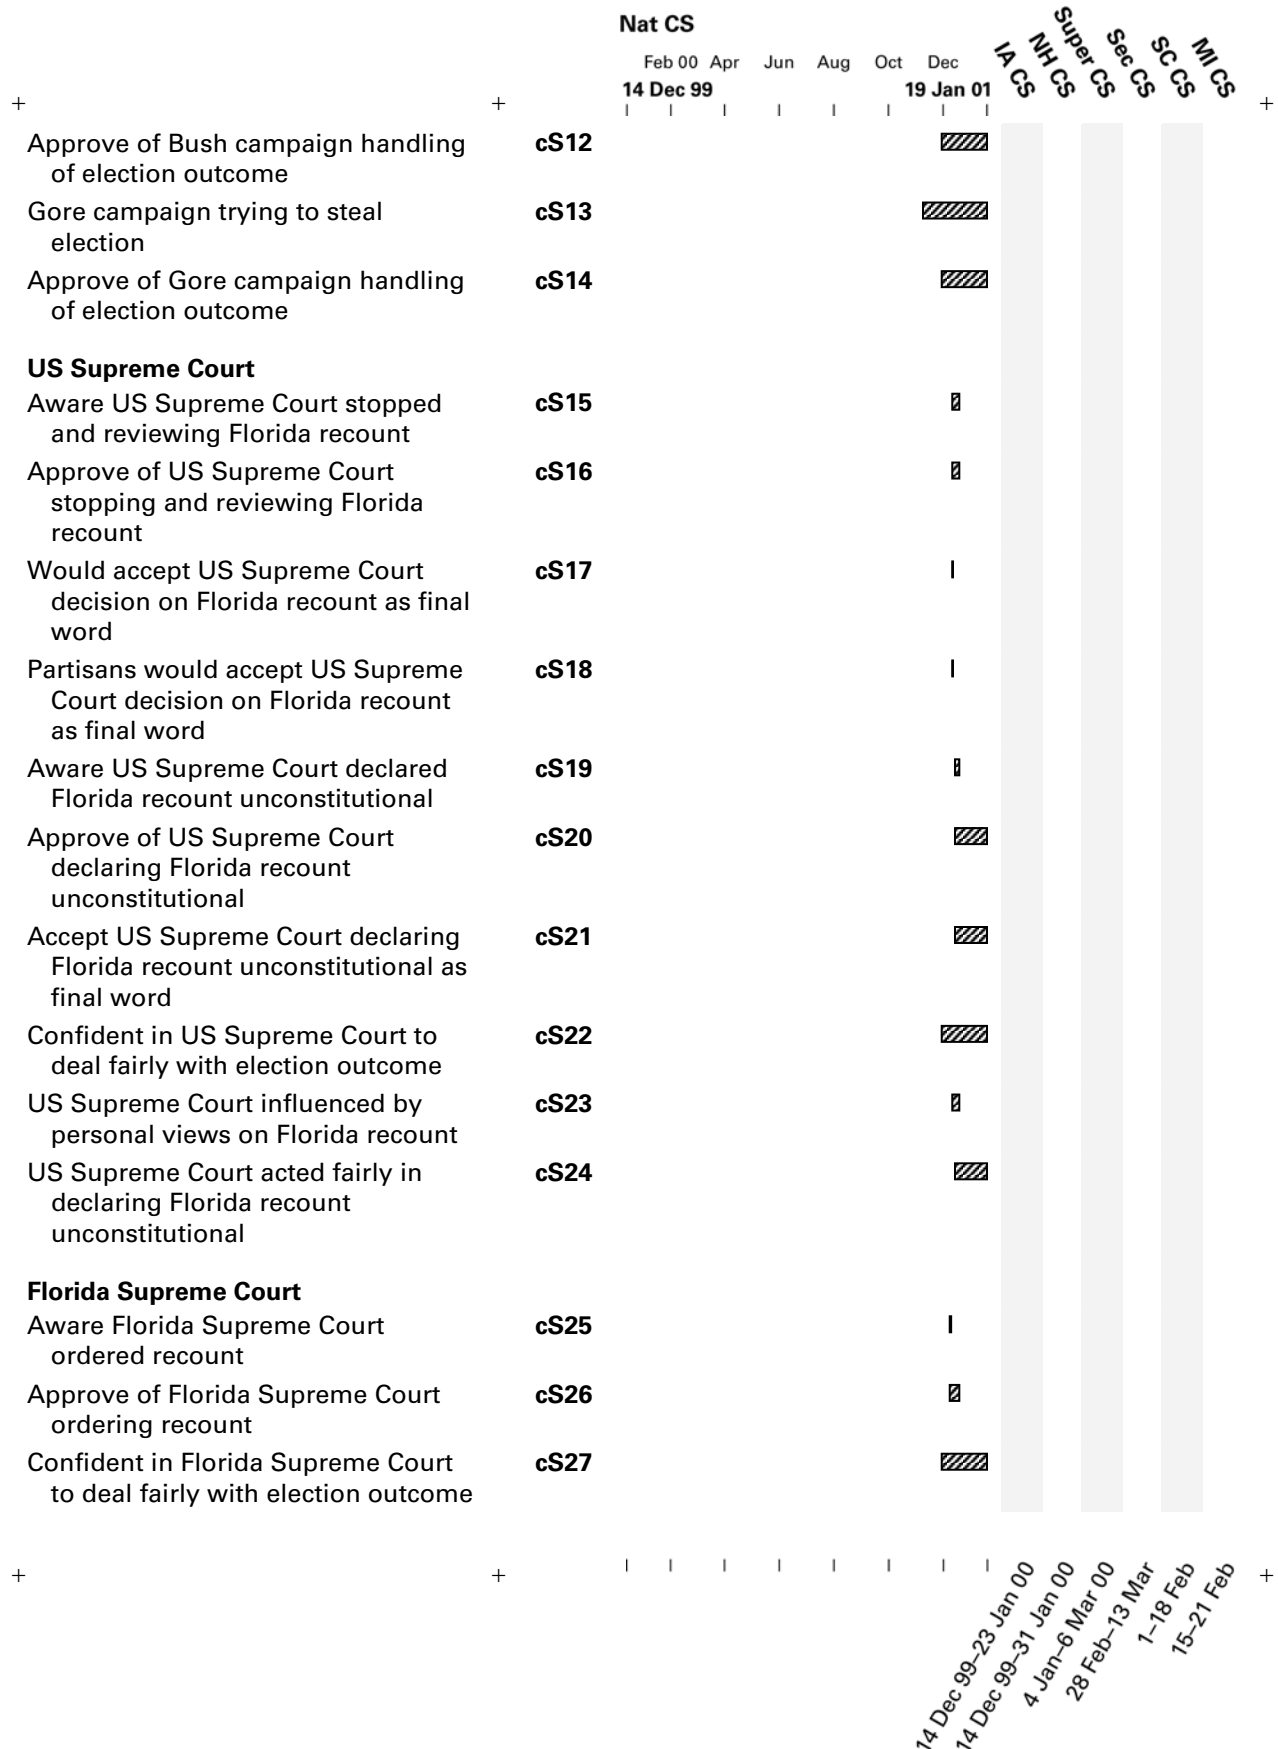 Nat CS
Feb 00 Apr Jun Aug Oct Dec
14 Dec 99 19 Jan 01
IA CS
NH CS
Super CS
Sec CS
SC CS
MI CS
Approve of Bush campaign handling cS12
of election outcome
Gore campaign trying to steal cS13
election
Approve of Gore campaign handling cS14
of election outcome
US Supreme Court
Aware US Supreme Court stopped cS15
and reviewing Florida recount
Approve of US Supreme Court cS16
stopping and reviewing Florida
recount
Would accept US Supreme Court cS17
decision on Florida recount as final
word
Partisans would accept US Supreme cS18
Court decision on Florida recount
as final word
Aware US Supreme Court declared cS19
Florida recount unconstitutional
Approve of US Supreme Court cS20
declaring Florida recount
unconstitutional
Accept US Supreme Court declaring cS21
Florida recount unconstitutional as
final word
Confident in US Supreme Court to cS22
deal fairly with election outcome
US Supreme Court influenced by cS23
personal views on Florida recount
US Supreme Court acted fairly in cS24
declaring Florida recount
unconstitutional
Florida Supreme Court
Aware Florida Supreme Court cS25
ordered recount
Approve of Florida Supreme Court cS26
ordering recount
Confident in Florida Supreme Court cS27
to deal fairly with election outcome
14 Dec 99–23 Jan 00
14 Dec 99–31 Jan 00
4 Jan–6 Mar 00
28 Feb–13 Mar
1–18 Feb
15–21 Feb